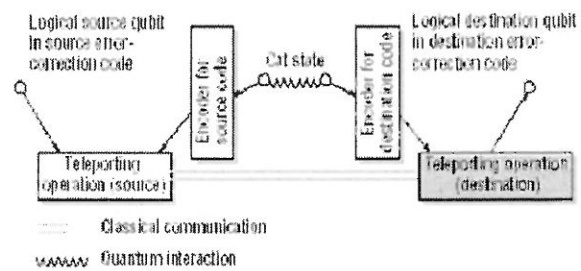 Logical source qubit
in source error-
correction code
Encoder for
source code
Cat state
Encoder for
destination code
Logical destination qubit
in destination error-
correction code
Teleporting
operation (source)
Teleporting operation
(destination)
Classical communication
Quantum interaction